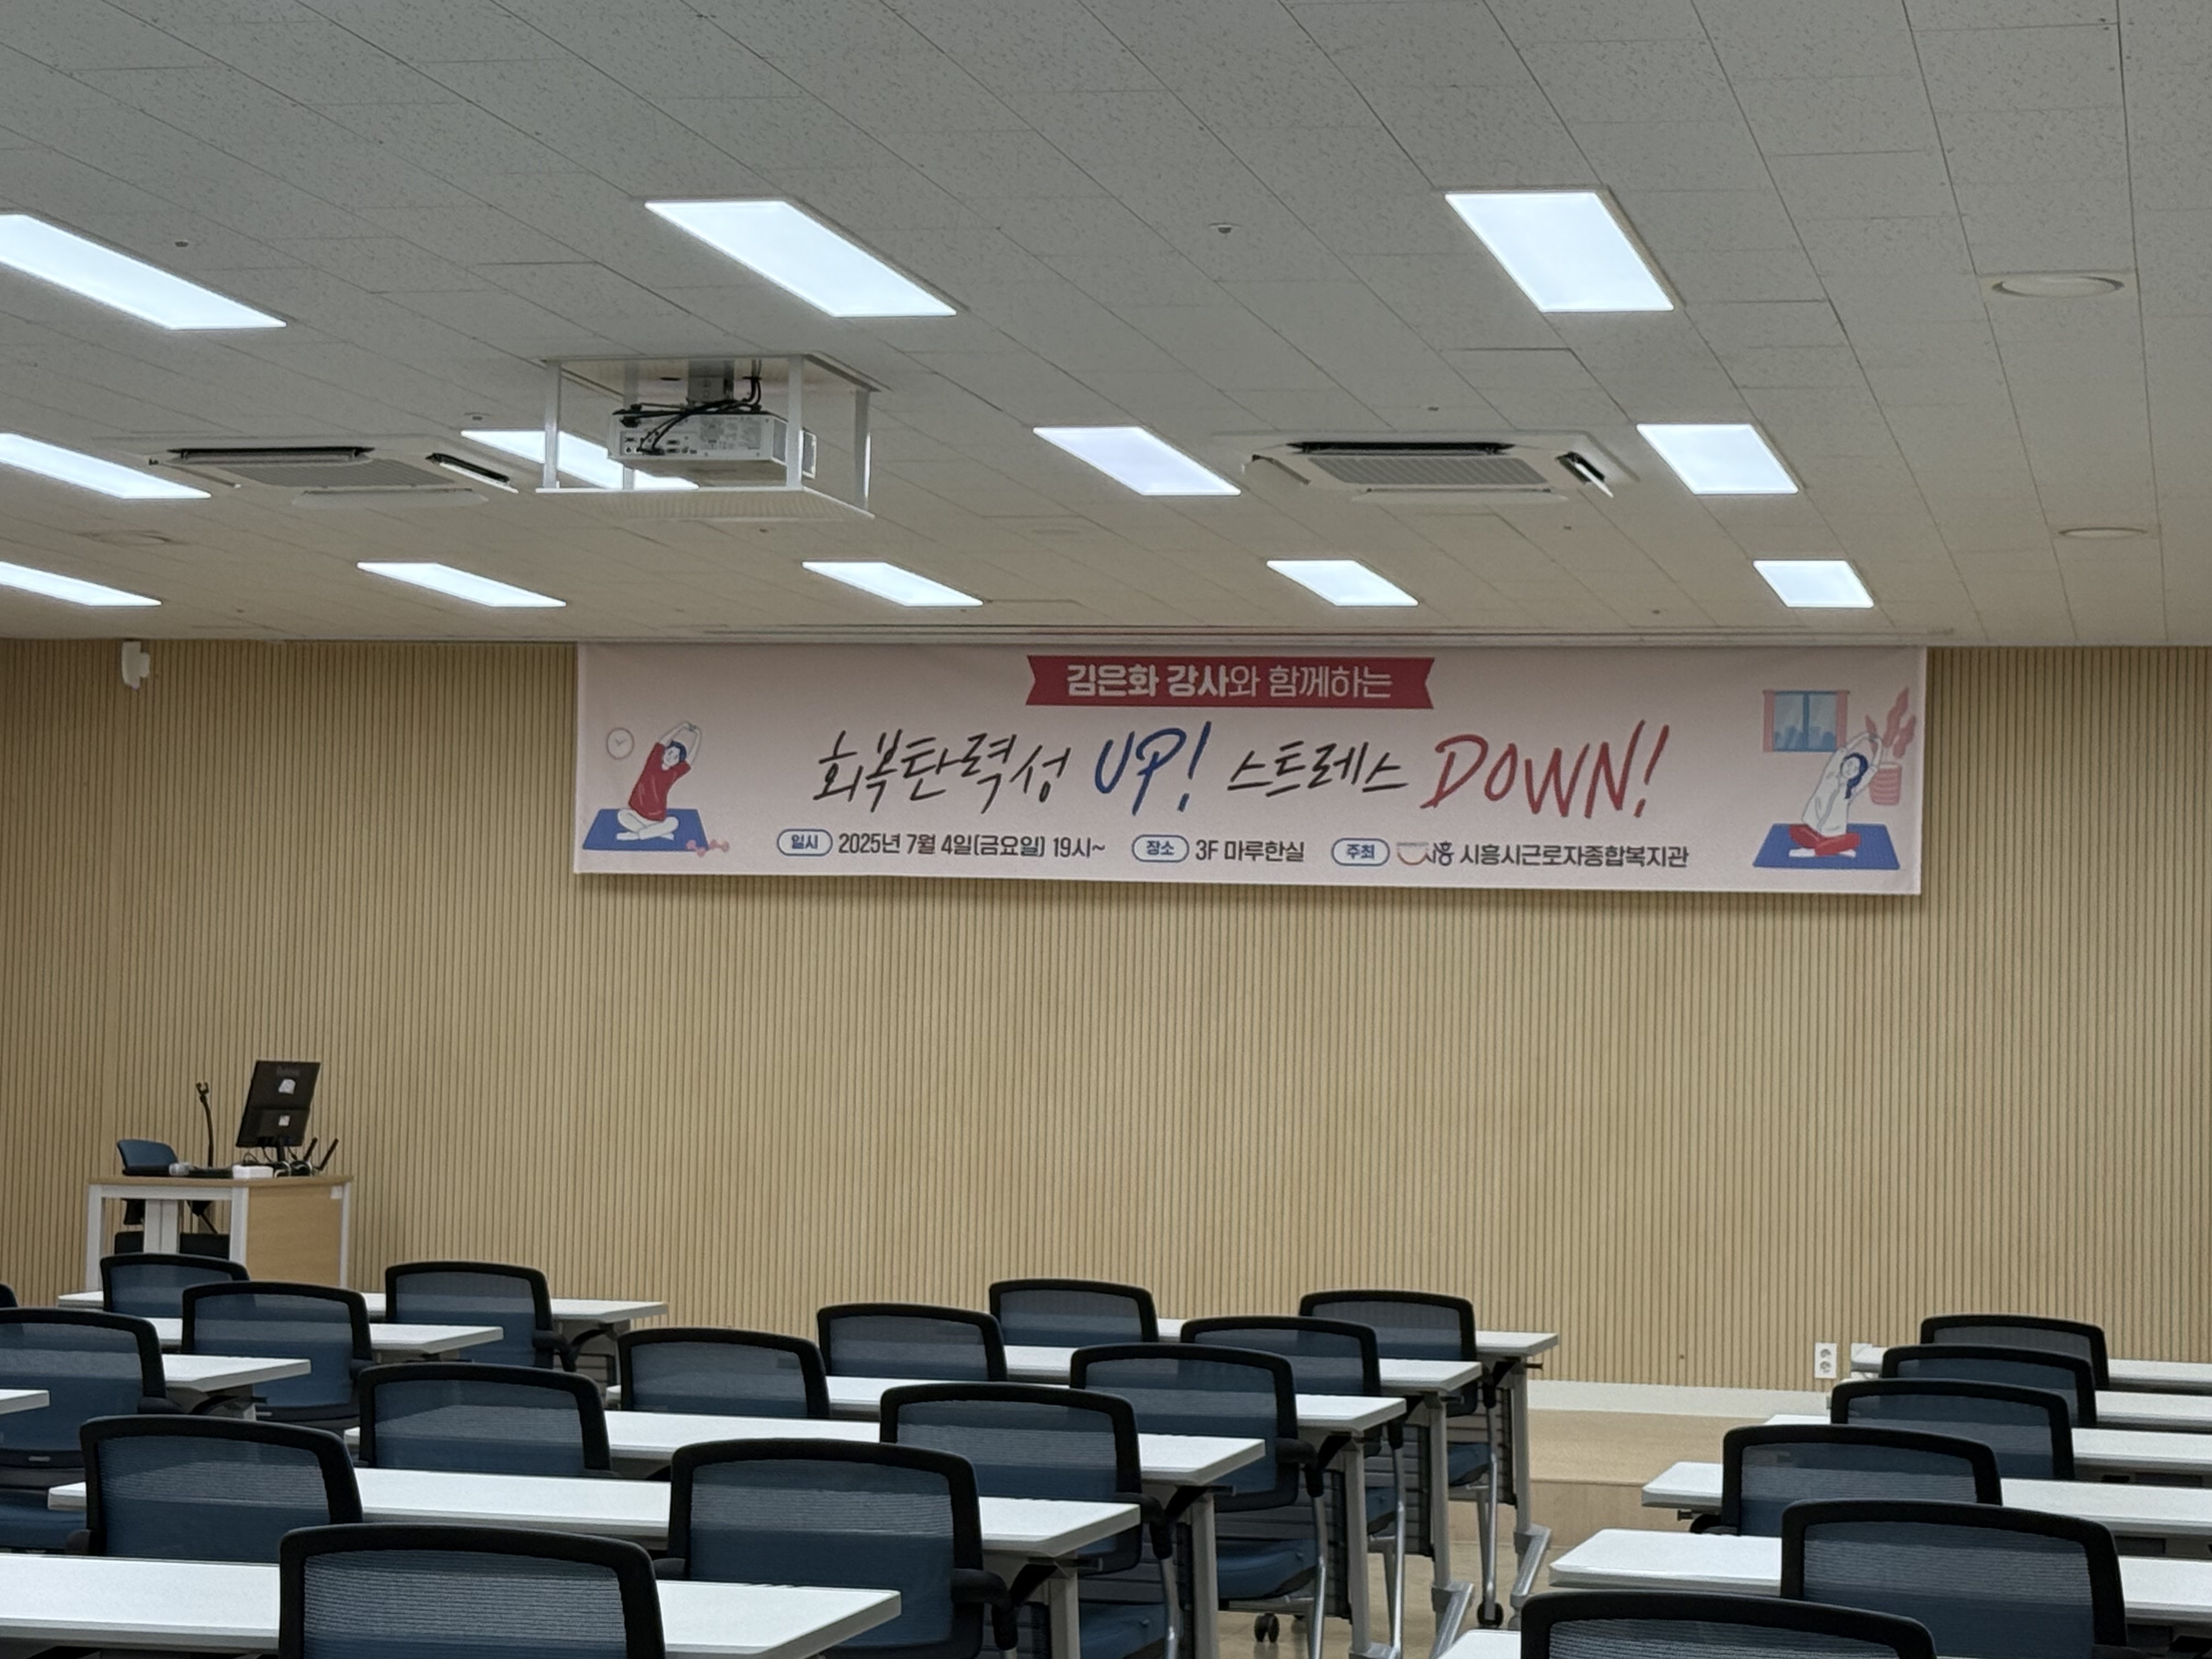 김은화 강사와 함께하는
회복탄력성 UP! 스트레스 DOWN!
일시 2025년 7월 4일(금요일) 19시~ 장소 3F 마루한실 주최 시흥 시흥시근로자종합복지관